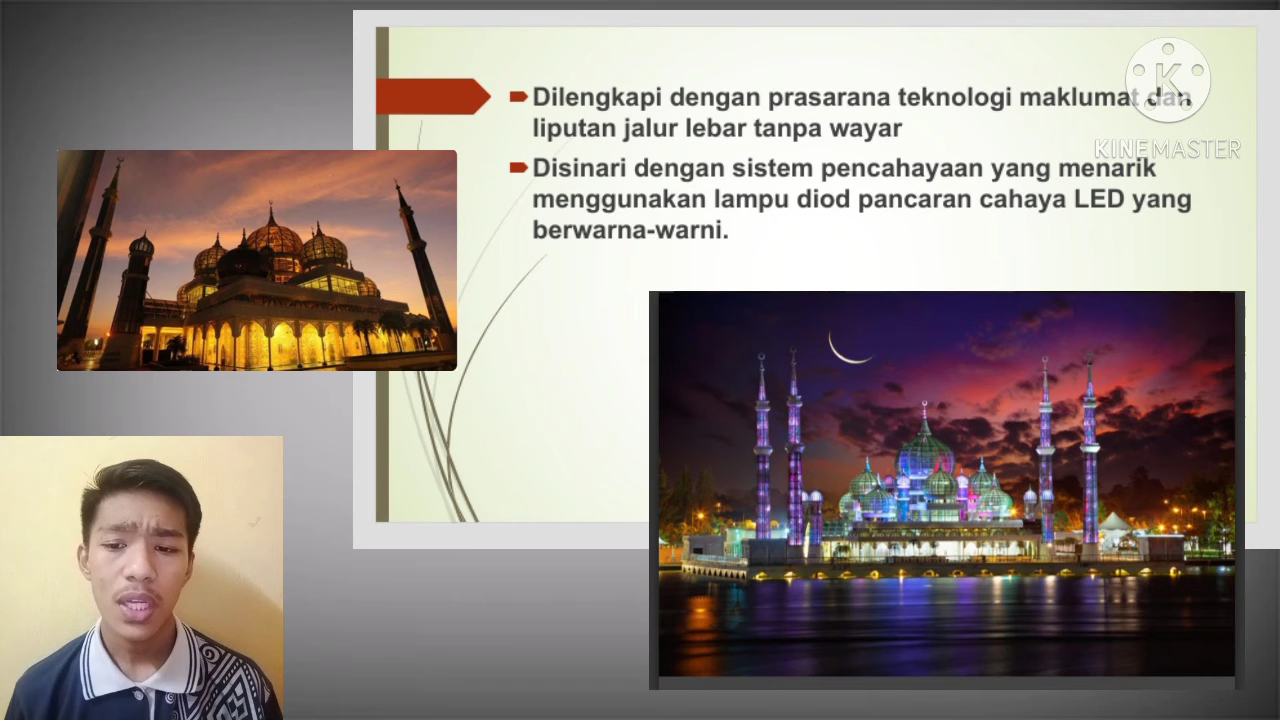 Dilengkapi dengan prasarana teknologi maklumat dan
liputan jalur lebar tanpa wayar
Disinari dengan sistem pencahayaan yang menarik
menggunakan lampu diod pancaran cahaya LED yang
berwarna-warni.
K
KINEMASTER